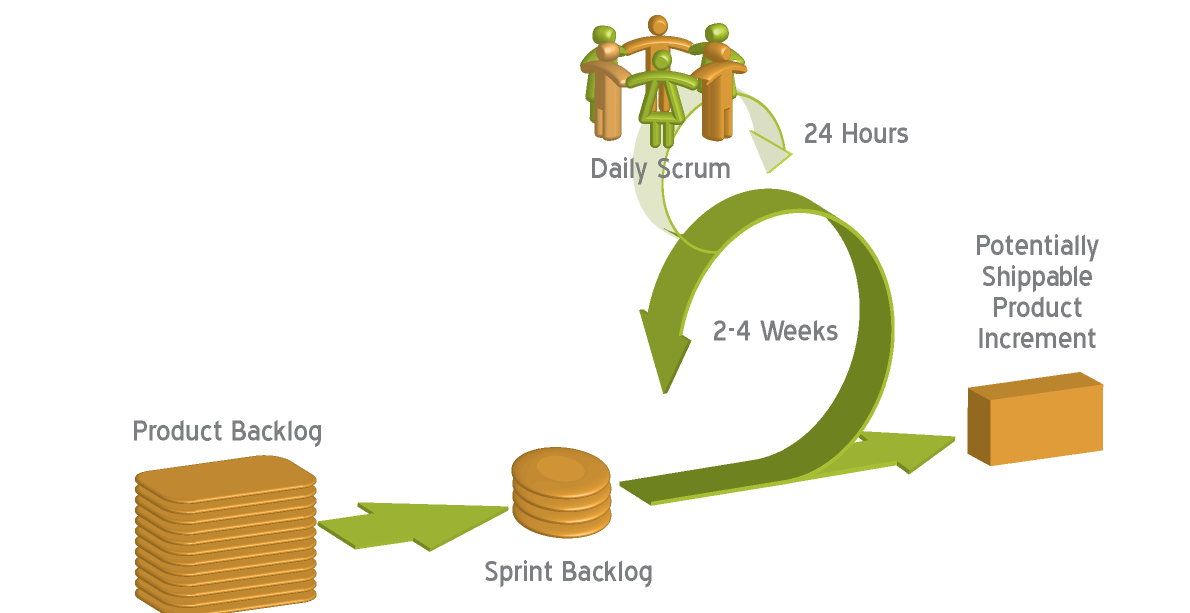 24 Hours
Daily Scrum
Potentially
Shippable
Product
Increment
2-4 Weeks
Product Backlog
Sprint Backlog